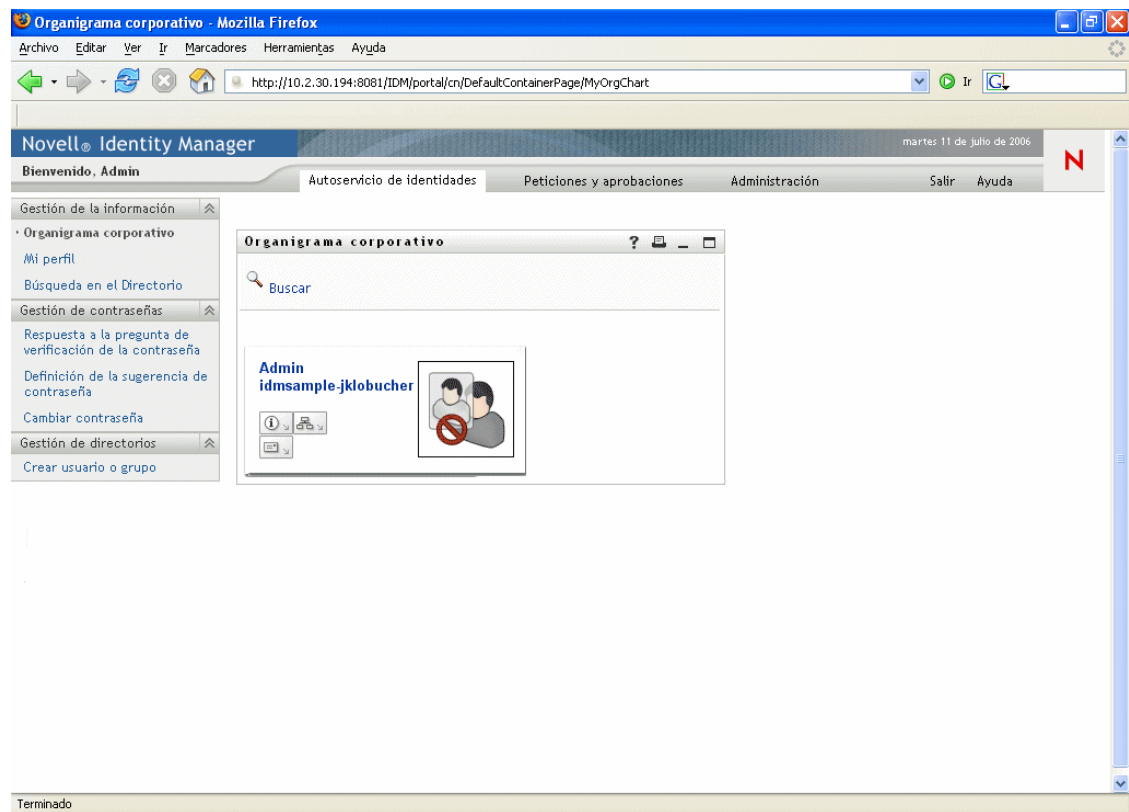 Organigrama corporativo - Mozilla Firefox
Archivo Editar Ver Ir Marcadores Herramientas Ayuda
http://10.2.30.194:8081/IDM/portal/cn/DefaultContainerPage/MyOrgChart Ir G
Novell® Identity Manager martes 11 de julio de 2006 N
Bienvenido, Admin
Autoservicio de identidades Peticiones y aprobaciones Administración Salir Ayuda
Gestión de la información
· Organigrama corporativo
Mi perfil
Búsqueda en el Directorio
Gestión de contraseñas
Respuesta a la pregunta de
verificación de la contraseña
Definición de la sugerencia de
contraseña
Cambiar contraseña
Gestión de directorios
Crear usuario o grupo
Organigrama corporativo ?
Buscar
Admin
idmsample-jklobucher
Terminado